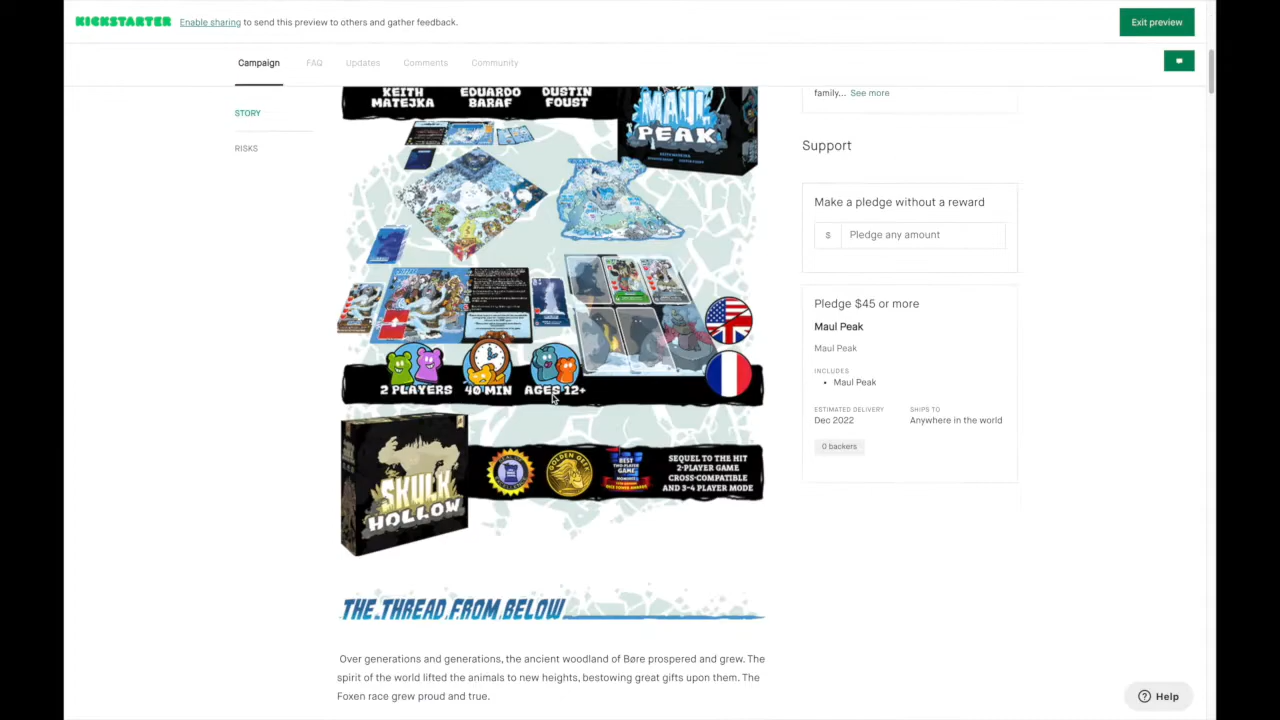 KICKSTARTER
Enable sharing to send this preview to others and gather feedback.
Exit preview
Campaign
FAQ
Updates
Comments
Community
STORY
RISKS
KEITH MATEJKA
EDUARDO BARAF
DUSTIN FOUST
MAUL
PEAK
2 PLAYERS
40 MIN
AGES 12+
SKULK
HOLLOW
GOLDEN GEEK
BEST
TWO PLAYER
GAME
SEQUEL TO THE HIT
2-PLAYER GAME
CROSS-COMPATIBLE
AND 3-4 PLAYER MODE
THE THREAD FROM BELOW
Over generations and generations, the ancient woodland of Børe prospered and grew. The
spirit of the world lifted the animals to new heights, bestowing great gifts upon them. The
Foxen race grew proud and true.
family... See more
Support
Make a pledge without a reward
$ Pledge any amount
Pledge $45 or more
Maul Peak
Maul Peak
INCLUDES
• Maul Peak
ESTIMATED DELIVERY
Dec 2022
SHIPS TO
Anywhere in the world
0 backers
Help